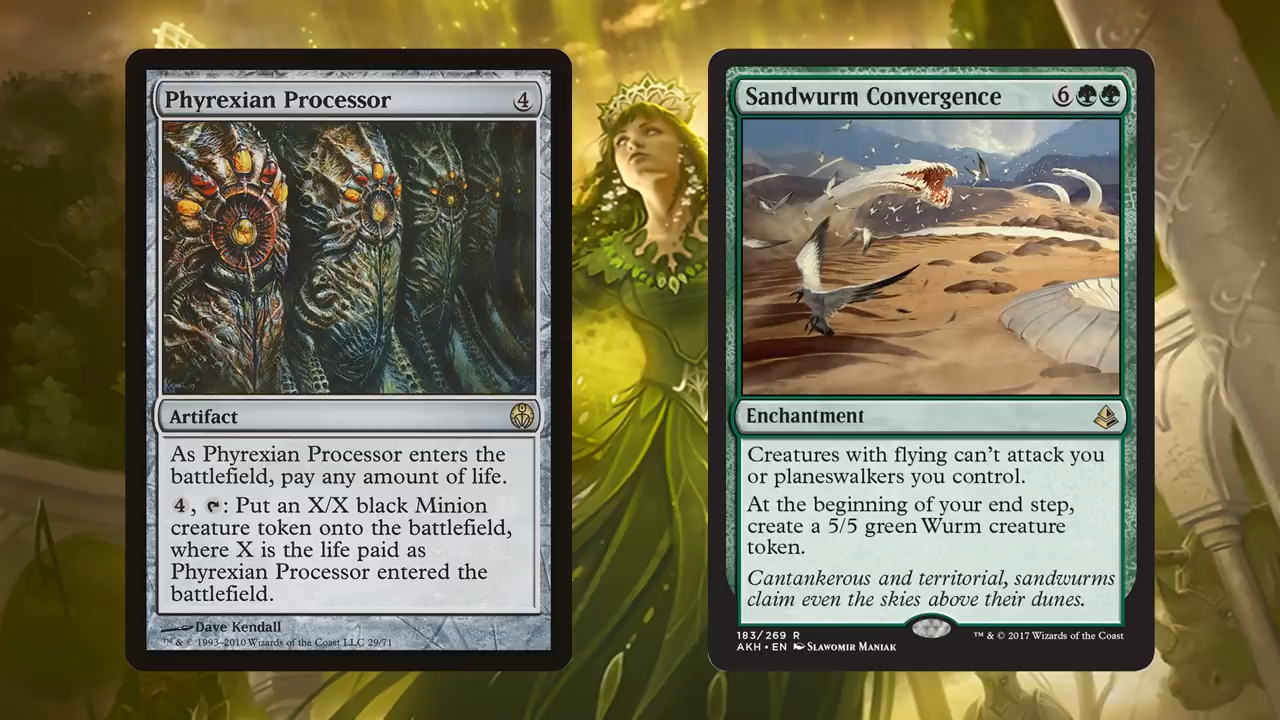 Phyrexian Processor 4
Artifact
As Phyrexian Processor enters the
battlefield, pay any amount of life.
4, : Put an X/X black Minion
creature token onto the battlefield,
where X is the life paid as
Phyrexian Processor entered the
battlefield.
Dave Kendall
™ & © 1993–2010 Wizards of the Coast LLC 29/71
Sandwurm Convergence 6
Enchantment
Creatures with flying can't attack you
or planeswalkers you control.
At the beginning of your end step,
create a 5/5 green Wurm creature
token.
Cantankerous and territorial, sandwurms
claim even the skies above their dunes.
183/269 R
AKH • EN Slawomir Maniak
™ & © 2017 Wizards of the Coast